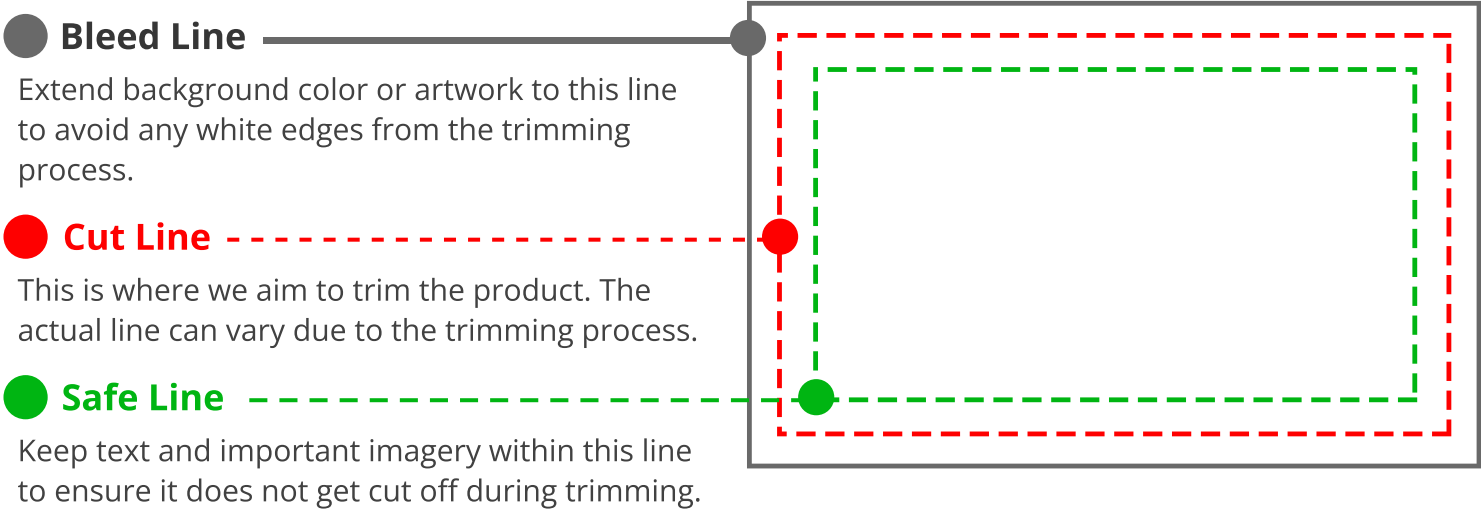 Bleed Line
Extend background color or artwork to this line
to avoid any white edges from the trimming
process.
Cut Line
This is where we aim to trim the product. The
actual line can vary due to the trimming process.
Safe Line
Keep text and important imagery within this line
to ensure it does not get cut off during trimming.